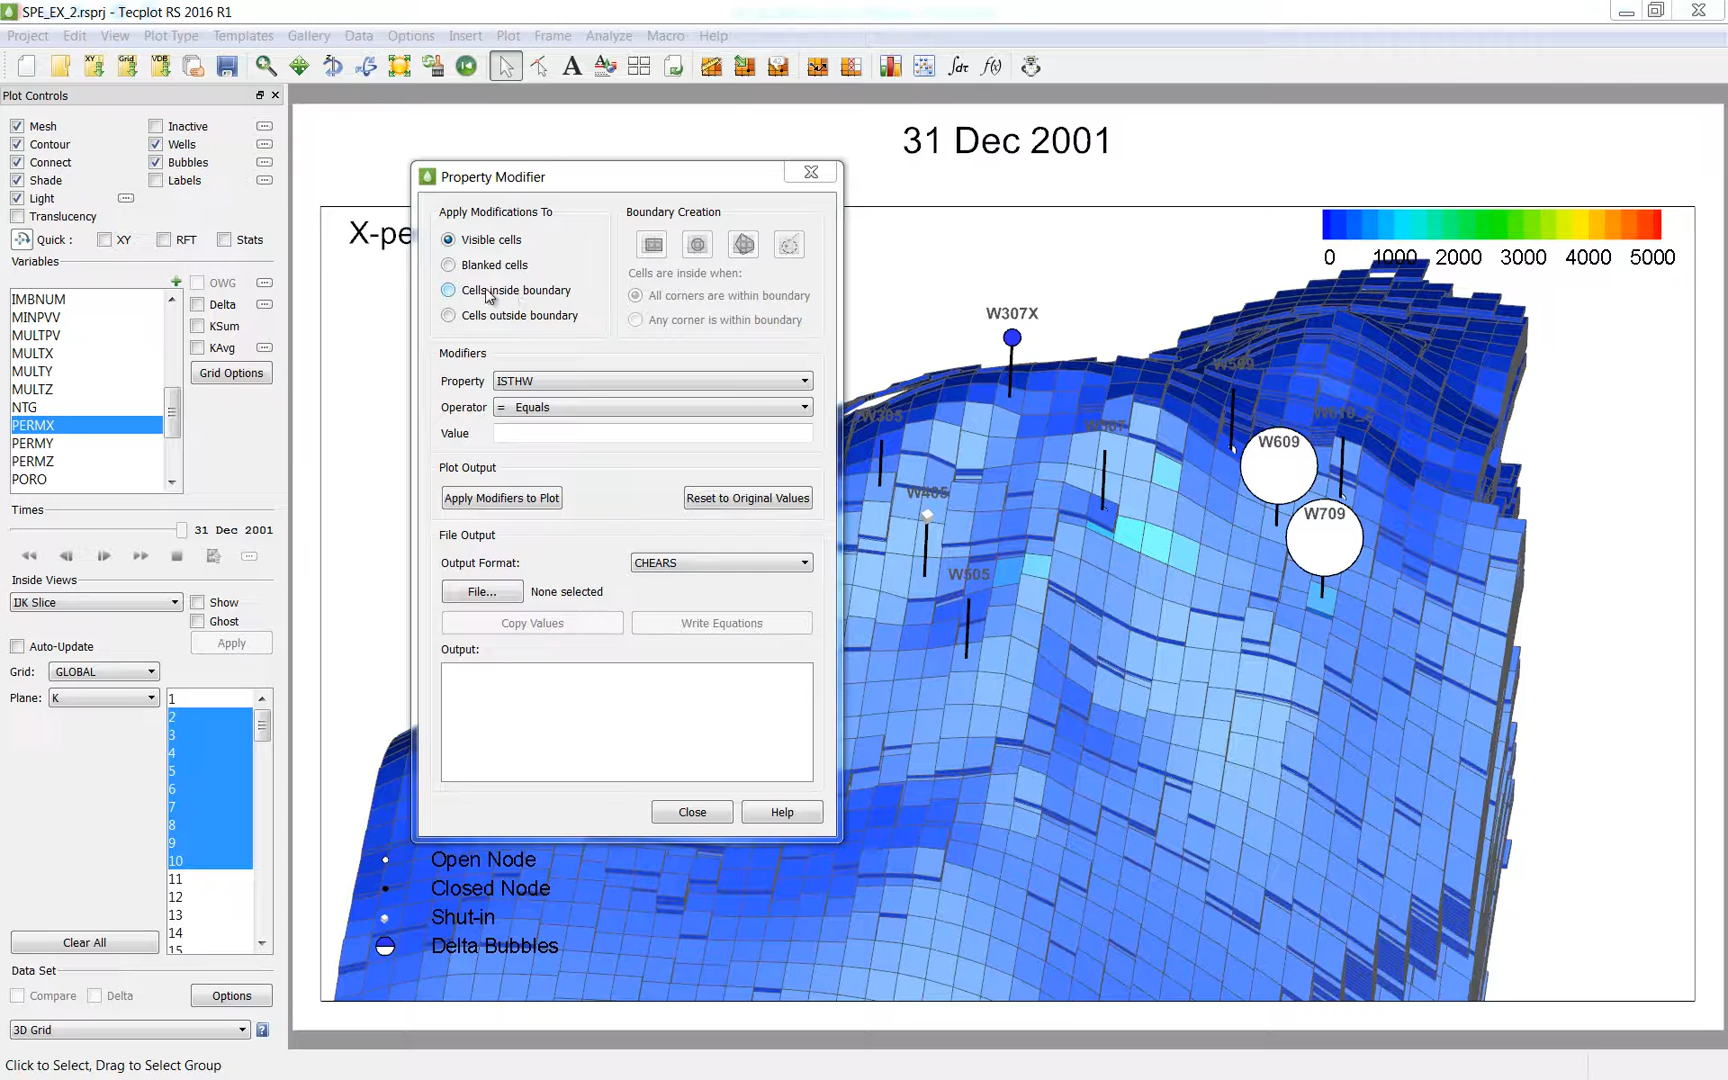 SPE_EX_2.rsprj - Tecplot RS 2016 R1
Project Edit View Plot Type Templates Gallery Data Options Insert Plot Frame Analyze Macro Help
XY Grid VDB
Plot Controls
Mesh Inactive
Contour Wells
Connect Bubbles
Shade Labels
Light
Translucency
Quick : XY RFT Stats
Variables
IMBNUM
MINPVV
MULTPV
MULTX
MULTY
MULTZ
NTG
PERMX
PERMY
PERMZ
PORO
OWG
Delta
KSum
KAvg
Grid Options
Times
31 Dec 2001
Inside Views
IJK Slice Show
Ghost
Auto-Update Apply
Grid: GLOBAL
Plane: K
1
2
3
4
5
6
7
8
9
10
11
12
13
14
15
Clear All
Data Set
Compare Delta Options
3D Grid
Click to Select, Drag to Select Group
31 Dec 2001
X-pe
0 1000 2000 3000 4000 5000
Property Modifier
Apply Modifications To
Visible cells
Blanked cells
Cells inside boundary
Cells outside boundary
Boundary Creation
Cells are inside when:
All corners are within boundary
Any corner is within boundary
Modifiers
Property ISTHW
Operator = Equals
Value
Plot Output
Apply Modifiers to Plot Reset to Original Values
File Output
Output Format: CHEARS
File... None selected
Copy Values Write Equations
Output:
Close Help
W307X
W405
W505
W609
W709
Open Node
Closed Node
Shut-in
Delta Bubbles